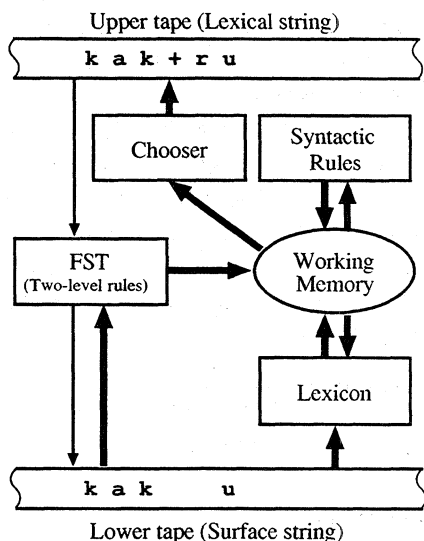 Upper tape (Lexical string)
k a k + r u
Chooser
Syntactic
Rules
FST
(Two-level rules)
Working
Memory
Lexicon
k a k u
Lower tape (Surface string)